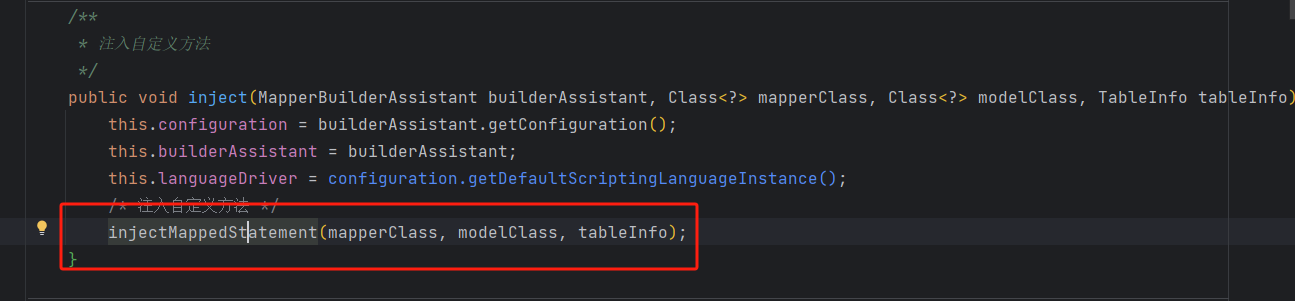 /**
* 注入自定义方法
*/
public void inject(MapperBuilderAssistant builderAssistant, Class<?> mapperClass, Class<?> modelClass, TableInfo tableInfo)
this.configuration = builderAssistant.getConfiguration();
this.builderAssistant = builderAssistant;
this.languageDriver = configuration.getDefaultScriptingLanguageInstance();
/* 注入自定义方法 */
injectMappedStatement(mapperClass, modelClass, tableInfo);
}